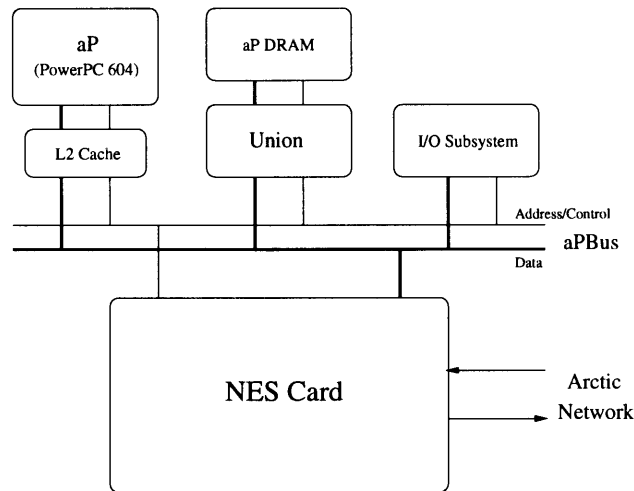 aP
(PowerPC 604)
aP DRAM
L2 Cache
Union
I/O Subsystem
Address/Control
aPBus
Data
NES Card
Arctic
Network